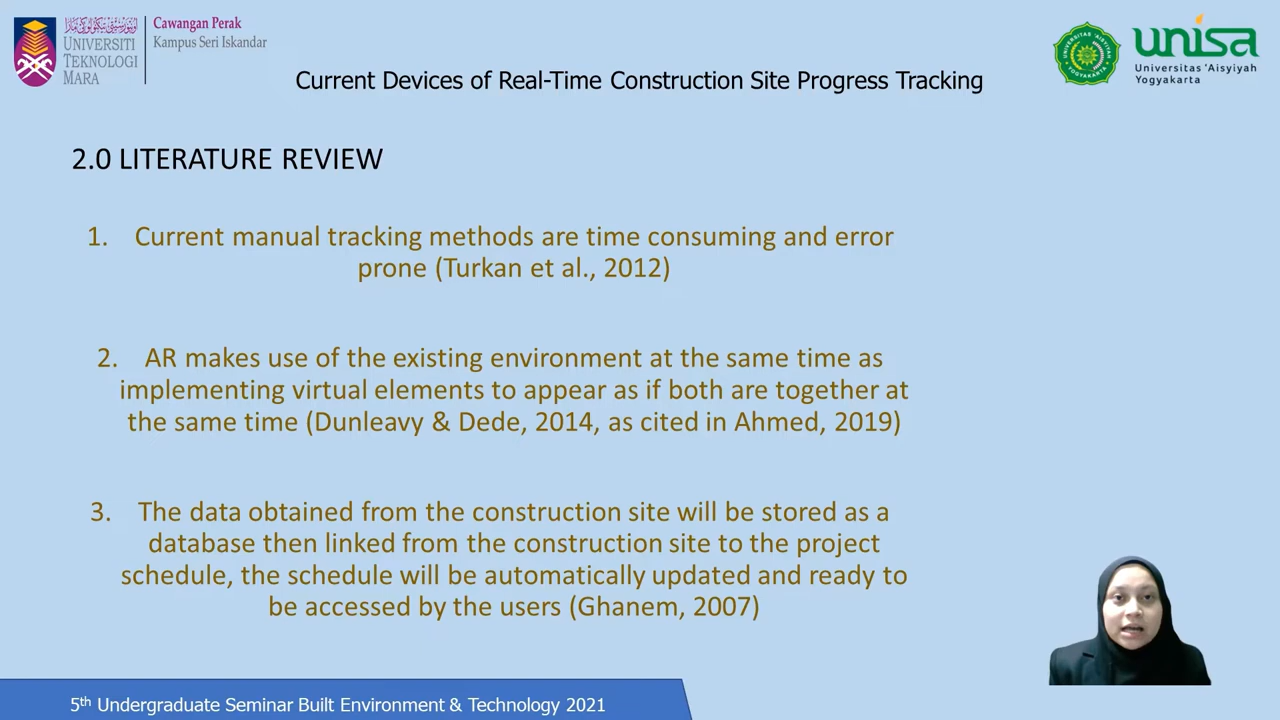 UNIVERSITI
TEKNOLOGI
MARA
Cawangan Perak
Kampus Seri Iskandar
unisa
Universitas 'Aisyiyah
Yogyakarta
Current Devices of Real-Time Construction Site Progress Tracking
2.0 LITERATURE REVIEW
1. Current manual tracking methods are time consuming and error
prone (Turkan et al., 2012)
2. AR makes use of the existing environment at the same time as
implementing virtual elements to appear as if both are together at
the same time (Dunleavy & Dede, 2014, as cited in Ahmed, 2019)
3. The data obtained from the construction site will be stored as a
database then linked from the construction site to the project
schedule, the schedule will be automatically updated and ready to
be accessed by the users (Ghanem, 2007)
5th Undergraduate Seminar Built Environment & Technology 2021